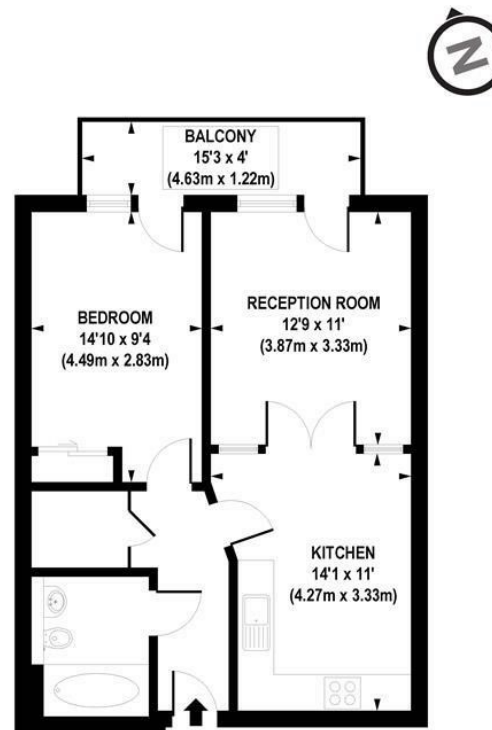 N
BALCONY
15'3 x 4'
(4.63m x 1.22m)
BEDROOM
14'10 x 9'4
(4.49m x 2.83m)
RECEPTION ROOM
12'9 x 11'
(3.87m x 3.33m)
KITCHEN
14'1 x 11'
(4.27m x 3.33m)